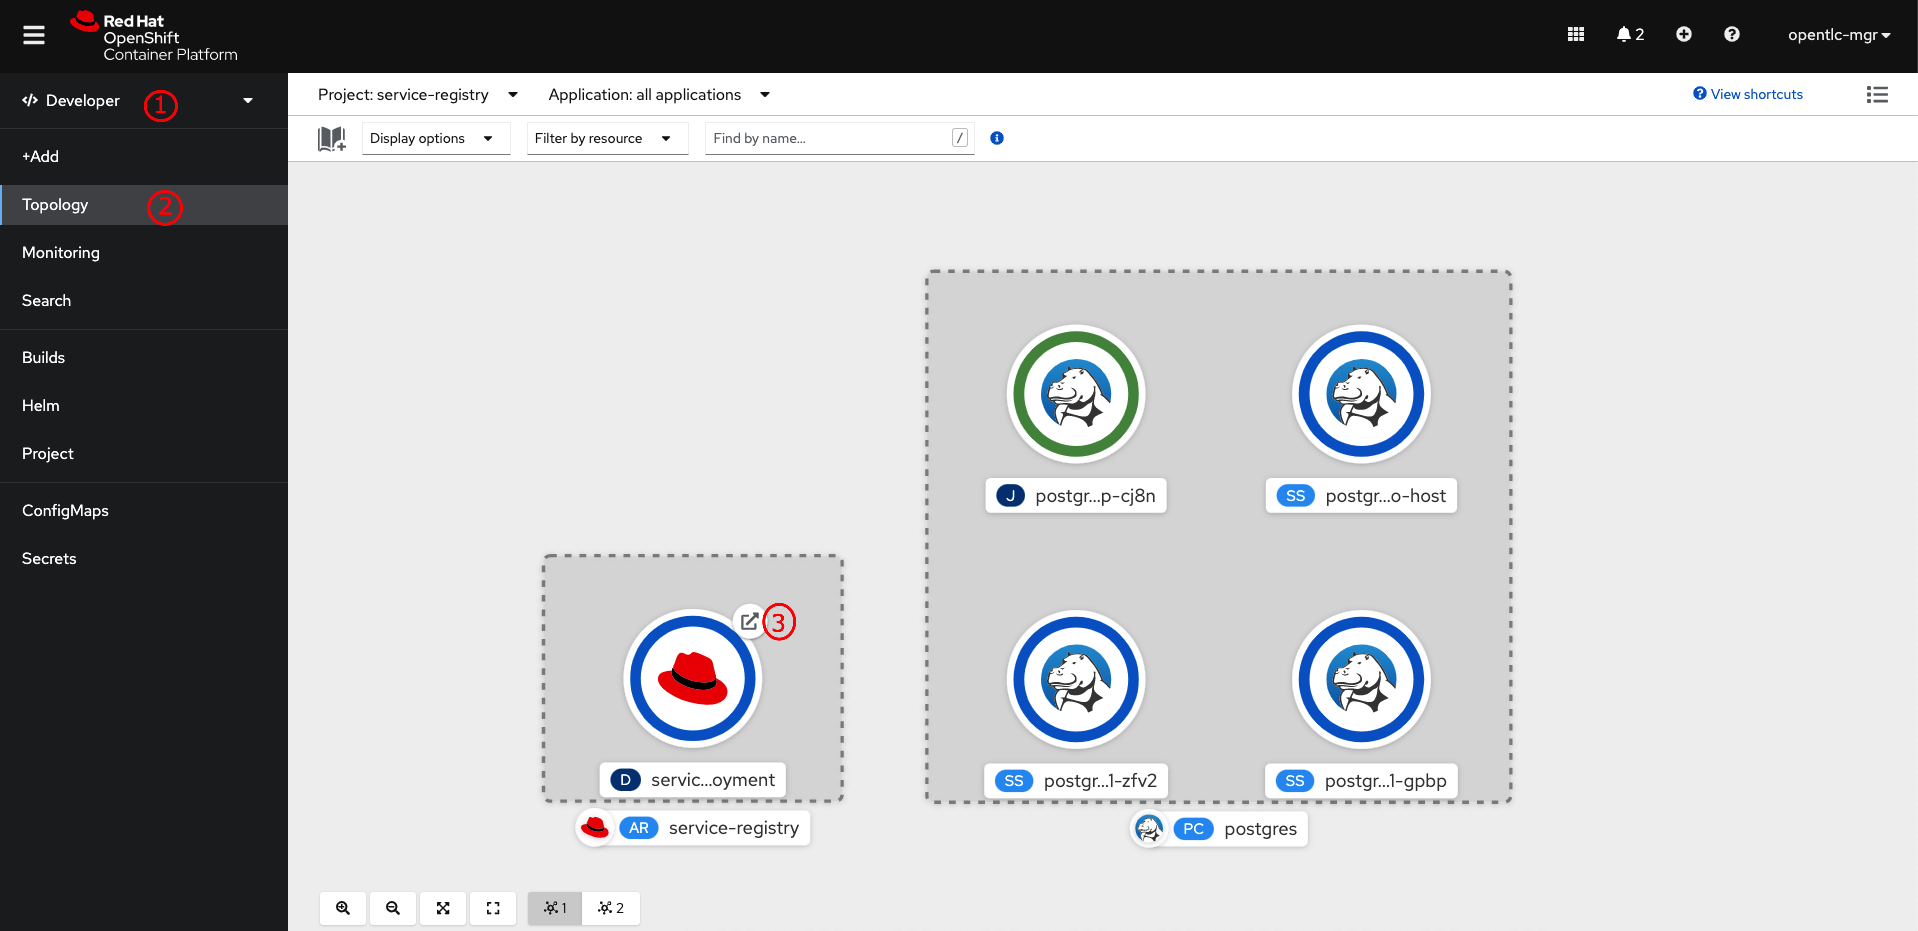 Red Hat
OpenShift
Container Platform
2
opentlc-mgr
Developer
1
Project: service-registry
Application: all applications
View shortcuts
+Add
Display options
Filter by resource
Find by name...
/
Topology
2
Monitoring
Search
Builds
Helm
Project
ConfigMaps
Secrets
J postgr...p-cj8n
SS postgr...o-host
3
D servic...oyment
SS postgr...1-zfv2
SS postgr...1-gpbp
AR service-registry
PC postgres
1
2